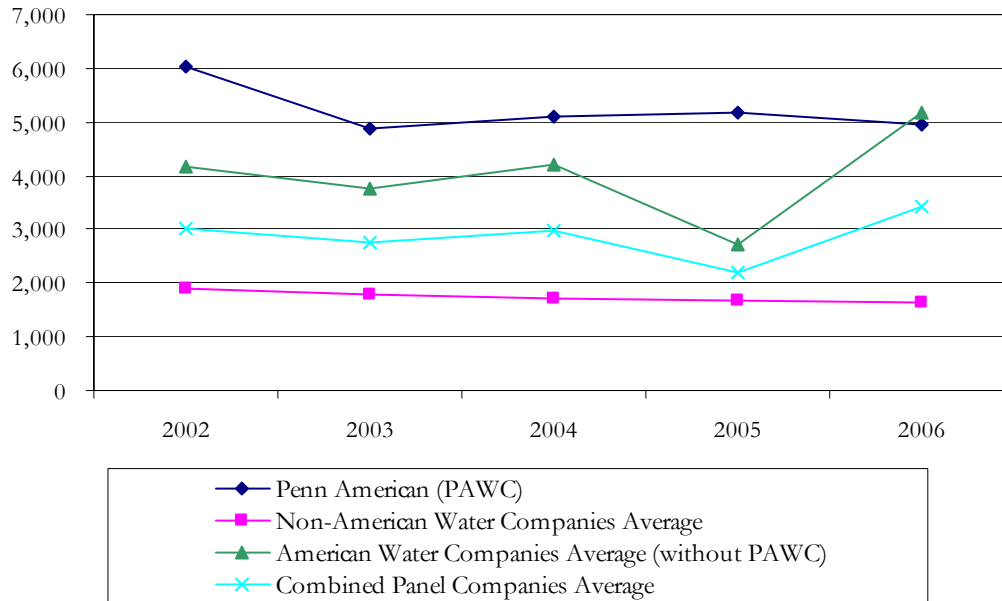 7,000
6,000
5,000
4,000
3,000
2,000
1,000
0
2002 2003 2004 2005 2006
Penn American (PAWC)
Non-American Water Companies Average
American Water Companies Average (without PAWC)
Combined Panel Companies Average